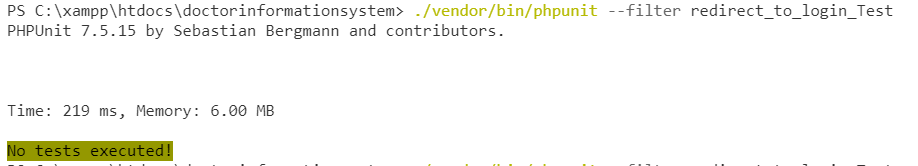 PS C:\xampp\htdocs\doctorinformationsystem> ./vendor/bin/phpunit --filter redirect_to_login_Test
PHPUnit 7.5.15 by Sebastian Bergmann and contributors.
Time: 219 ms, Memory: 6.00 MB
No tests executed!